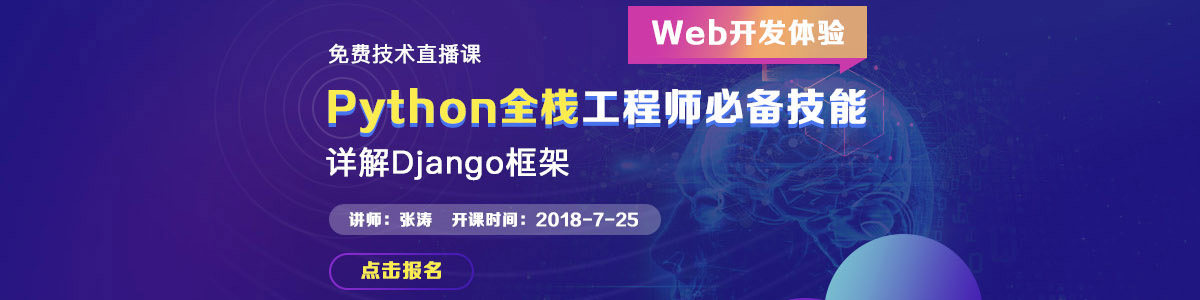 Web开发体验
免费技术直播课
Python全栈工程师必备技能
详解Django框架
讲师：张涛 开课时间：2018-7-25
点击报名